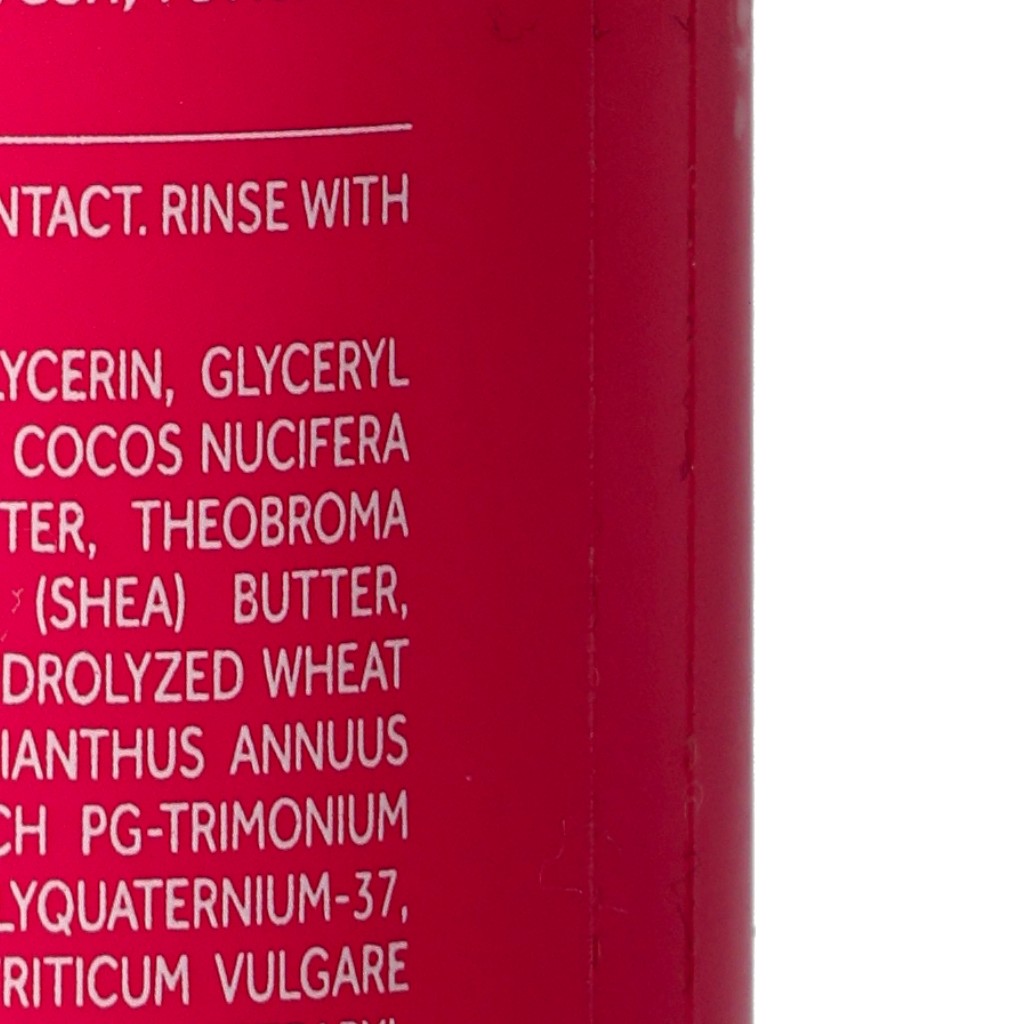 NTACT. RINSE WITH
LYCERIN, GLYCERYL
COCOS NUCIFERA
TER, THEOBROMA
(SHEA) BUTTER,
DROLYZED WHEAT
IANTHUS ANNUUS
CH PG-TRIMONIUM
LYQUATERNIUM-37,
RITICUM VULGARE